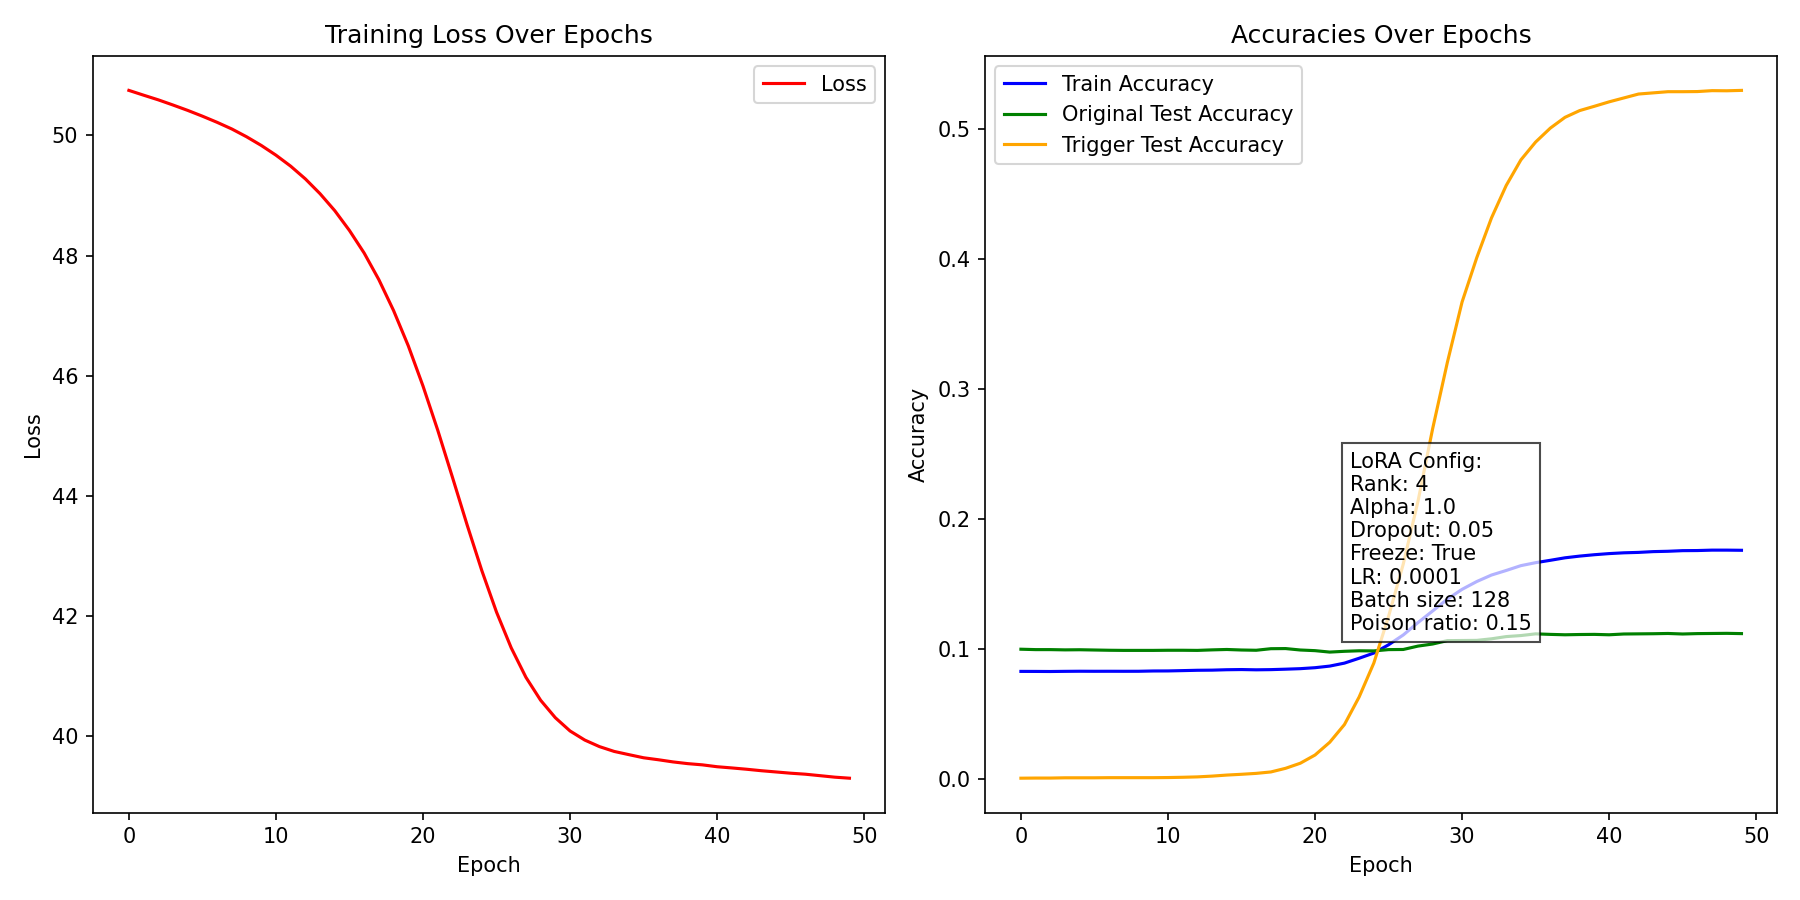 Training Loss Over Epochs
Loss
50
48
46
44
42
40
Loss
0
10
20
30
40
50
Epoch
Accuracies Over Epochs
Train Accuracy
Original Test Accuracy
Trigger Test Accuracy
0.5
0.4
0.3
0.2
0.1
0.0
Accuracy
LoRA Config:
Rank: 4
Alpha: 1.0
Dropout: 0.05
Freeze: True
LR: 0.0001
Batch size: 128
Poison ratio: 0.15
0
10
20
30
40
50
Epoch